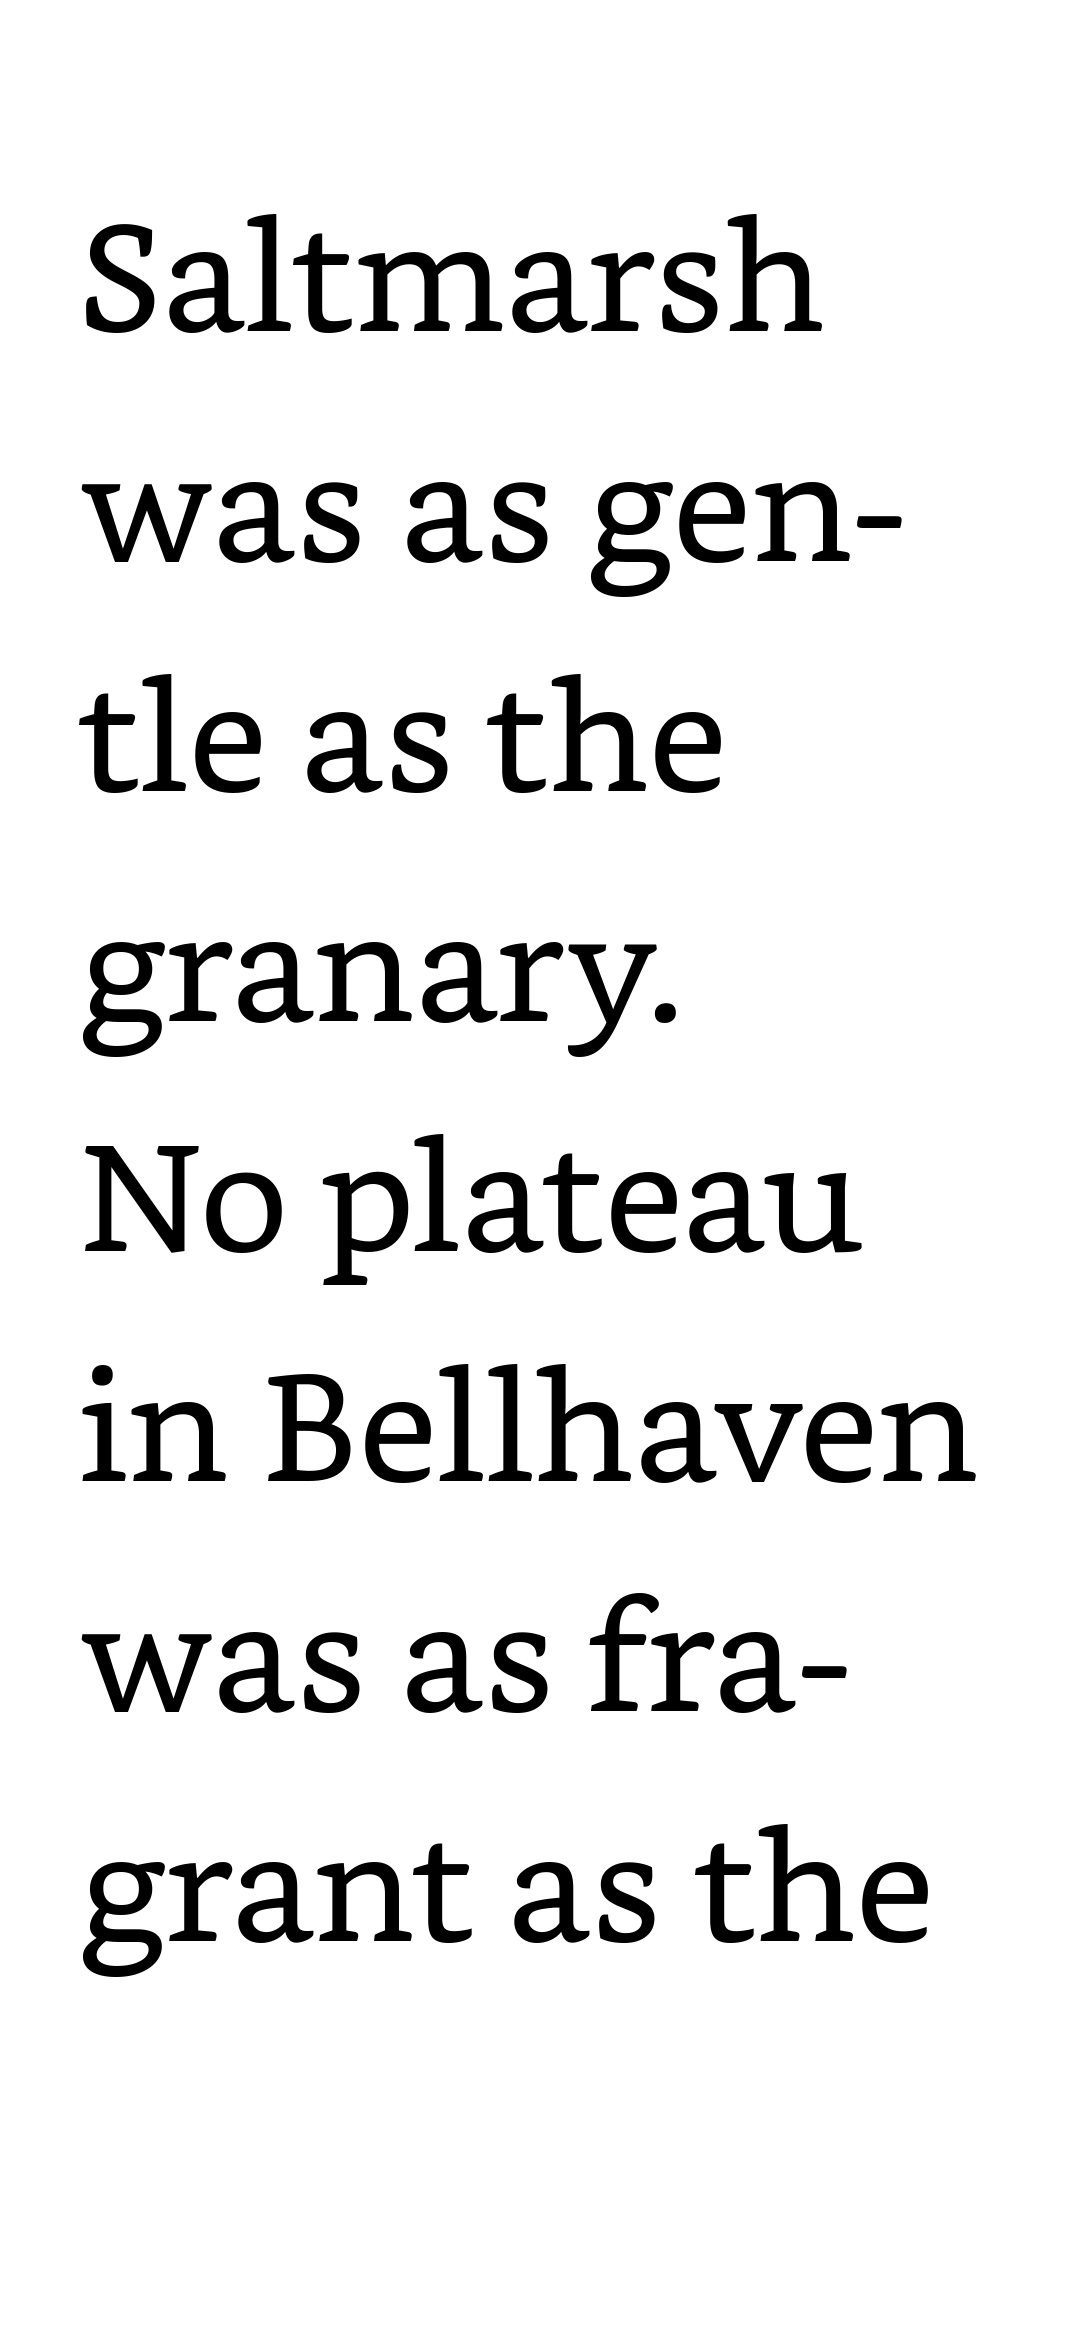 Saltmarsh
was as gen-
tle as the
granary.
No plateau
in Bellhaven
was as fra-
grant as the